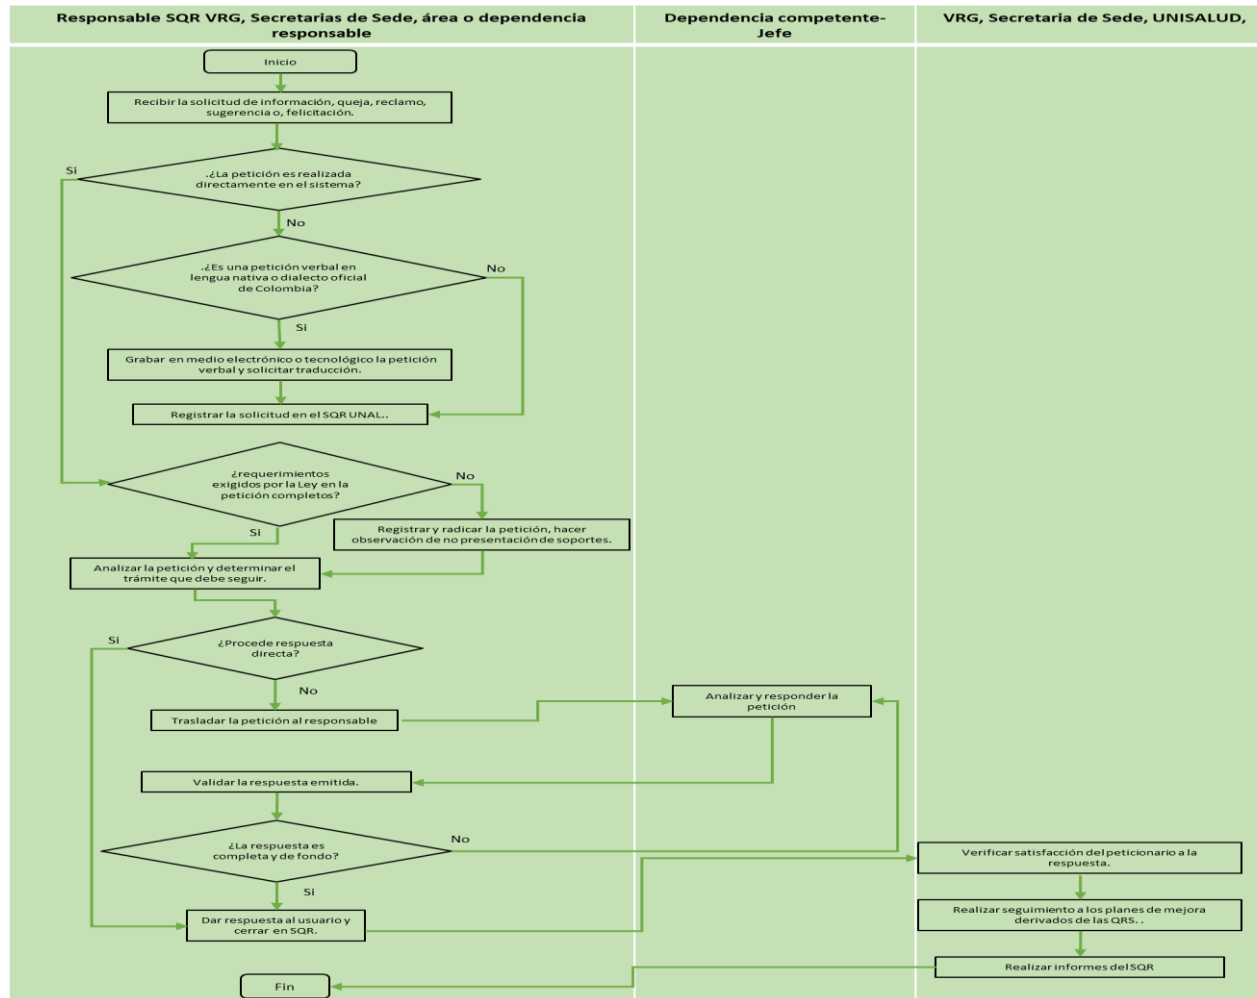 Responsable SQR VRG, Secretarias de Sede, área o dependencia
responsable
Dependencia competente-
Jefe
VRG, Secretaria de Sede, UNISALUD,
Inicio
Recibir la solicitud de información, queja, reclamo,
sugerencia o, felicitación.
Si
.¿La petición es realizada
directamente en el sistema?
No
.¿Es una petición verbal en
lengua nativa o dialecto oficial
de Colombia?
No
Si
Grabar en medio electrónico o tecnológico la petición
verbal y solicitar traducción.
Registrar la solicitud en el SQR UNAL..
¿requerimientos
exigidos por la Ley en la
petición completos?
No
Si
Registrar y radicar la petición, hacer
observación de no presentación de soportes.
Analizar la petición y determinar el
trámite que debe seguir.
Si
¿Procede respuesta
directa?
No
Trasladar la petición al responsable
Analizar y responder la
petición
Validar la respuesta emitida.
¿La respuesta es
completa y de fondo?
No
Si
Dar respuesta al usuario y
cerrar en SQR.
Verificar satisfacción del peticionario a la
respuesta.
Realizar seguimiento a los planes de mejora
derivados de las QRS. .
Realizar informes del SQR
Fin